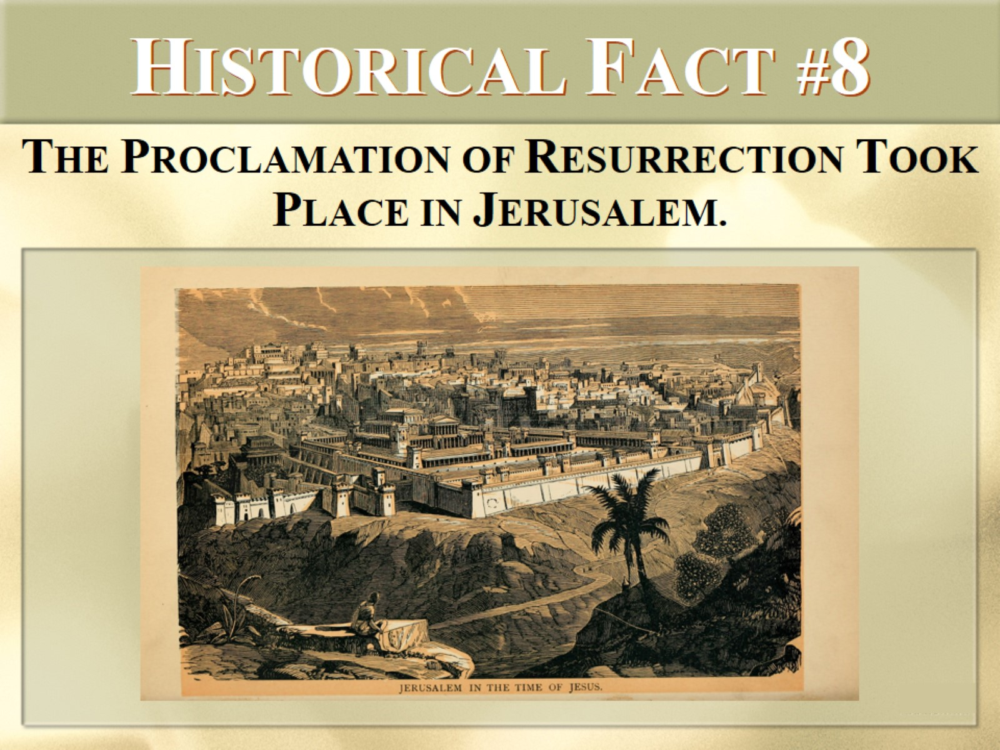 HISTORICAL FACT #8
THE PROCLAMATION OF RESURRECTION TOOK
PLACE IN JERUSALEM.
JERUSALEM IN THE TIME OF JESUS.